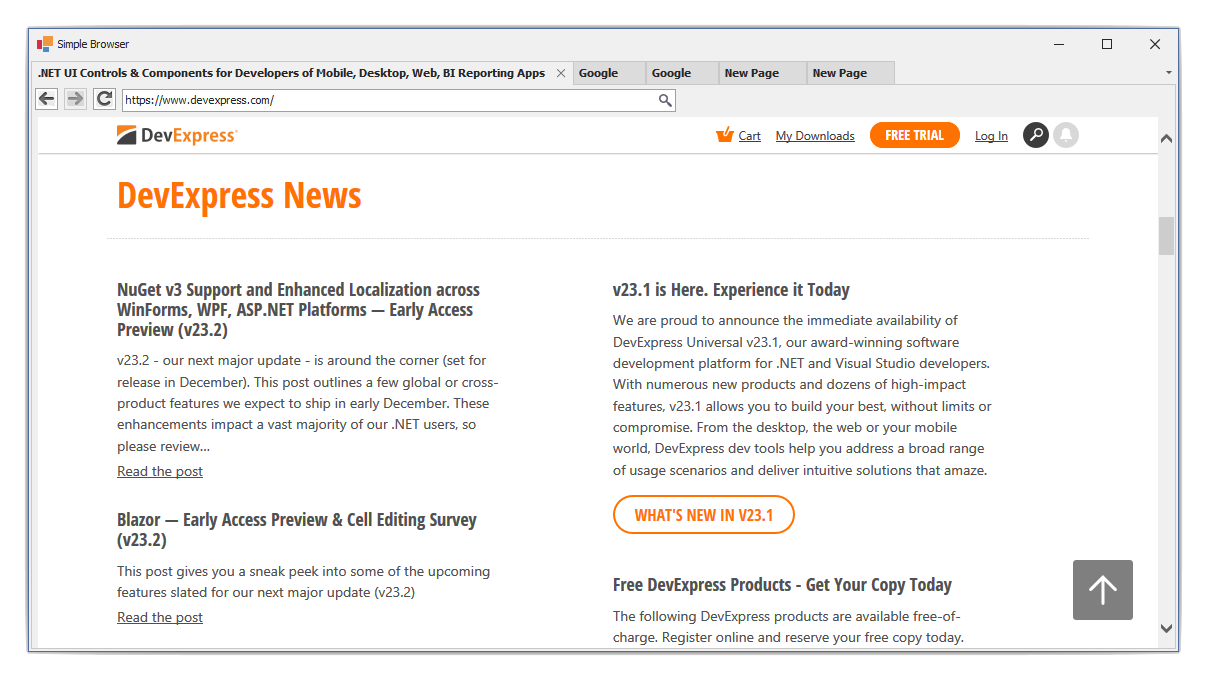 Simple Browser
.NET UI Controls & Components for Developers of Mobile, Desktop, Web, BI Reporting Apps
Google
Google
New Page
New Page
https://www.devexpress.com/
DevExpress
Cart
My Downloads
FREE TRIAL
Log In
DevExpress News
NuGet v3 Support and Enhanced Localization across
WinForms, WPF, ASP.NET Platforms — Early Access
Preview (v23.2)
v23.2 - our next major update - is around the corner (set for
release in December). This post outlines a few global or cross-
product features we expect to ship in early December. These
enhancements impact a vast majority of our .NET users, so
please review...
Read the post
Blazor — Early Access Preview & Cell Editing Survey
(v23.2)
This post gives you a sneak peek into some of the upcoming
features slated for our next major update (v23.2)
Read the post
v23.1 is Here. Experience it Today
We are proud to announce the immediate availability of
DevExpress Universal v23.1, our award-winning software
development platform for .NET and Visual Studio developers.
With numerous new products and dozens of high-impact
features, v23.1 allows you to build your best, without limits or
compromise. From the desktop, the web or your mobile
world, DevExpress dev tools help you address a broad range
of usage scenarios and deliver intuitive solutions that amaze.
WHAT'S NEW IN V23.1
Free DevExpress Products - Get Your Copy Today
The following DevExpress products are available free-of-
charge. Register online and reserve your free copy today.